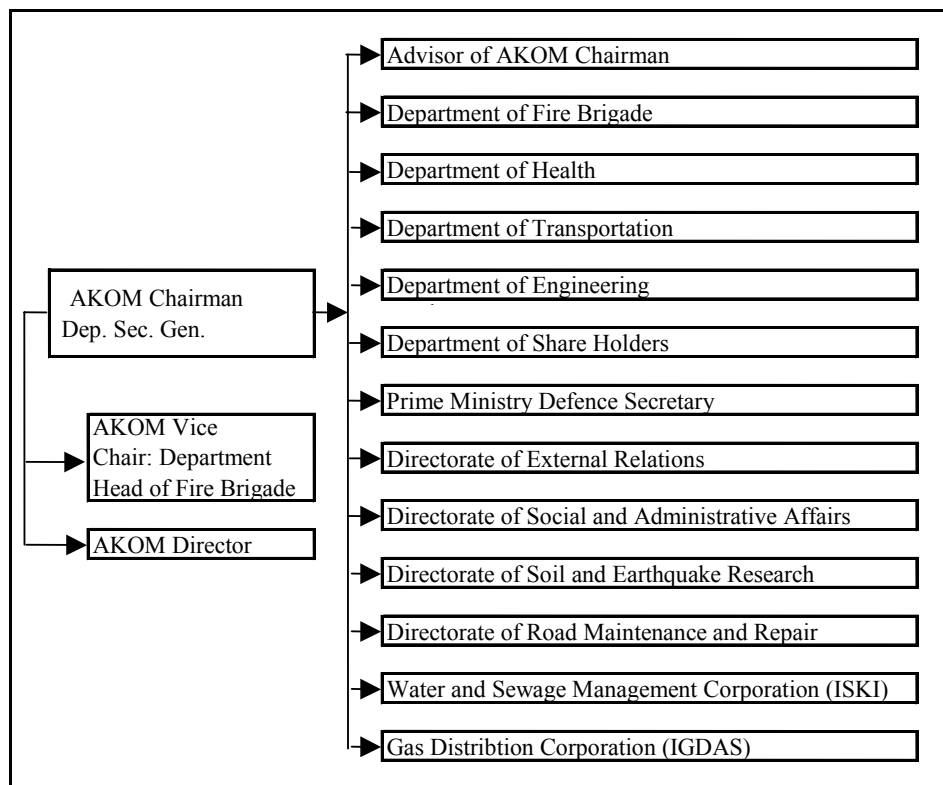 Advisor of AKOM Chairman
Department of Fire Brigade
Department of Health
Department of Transportation
Department of Engineering
Department of Share Holders
Prime Ministry Defence Secretary
Directorate of External Relations
Directorate of Social and Administrative Affairs
Directorate of Soil and Earthquake Research
Directorate of Road Maintenance and Repair
Water and Sewage Management Corporation (ISKI)
Gas Distribtion Corporation (IGDAS)
AKOM Chairman
Dep. Sec. Gen.
AKOM Vice
Chair: Department
Head of Fire Brigade
AKOM Director